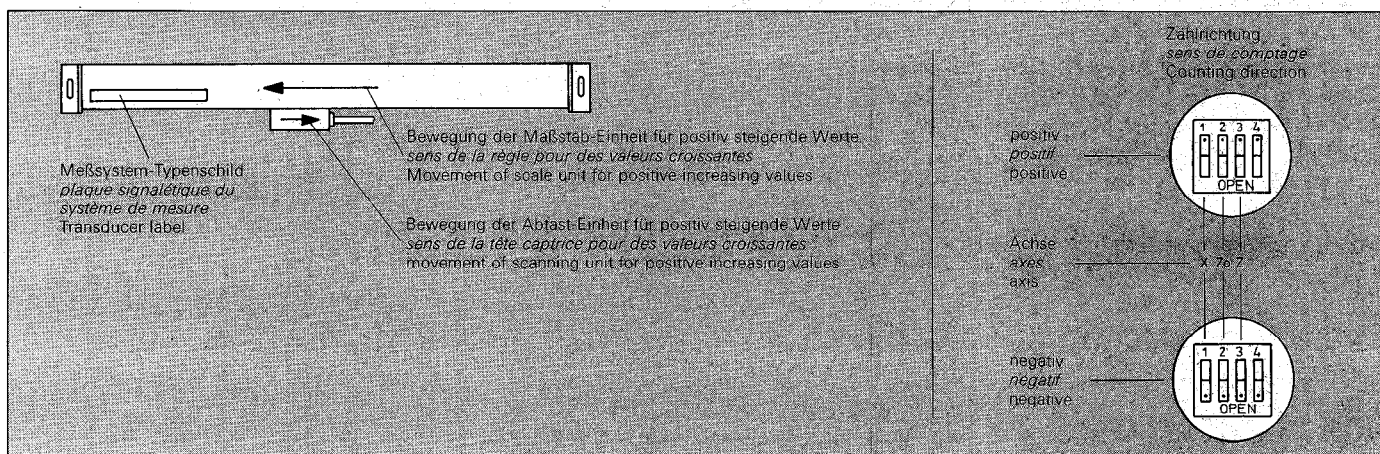 Meßsystem-Typenschild
plaque signalétique du
système de mesure
Transducer label
Bewegung der Maßstab-Einheit für positiv steigende Werte
sens de la règle pour des valeurs croissantes
Movement of scale unit for positive increasing values
Bewegung der Abtast-Einheit für positiv steigende Werte
sens de la tête captrice pour des valeurs croissantes
movement of scanning unit for positive increasing values
Zählrichtung
sens de comptage
Counting direction
positiv
positif
positive
1 2 3 4
OPEN
Achse
axes
axis
X Zo Z
negativ
négatif
negative
1 2 3 4
OPEN